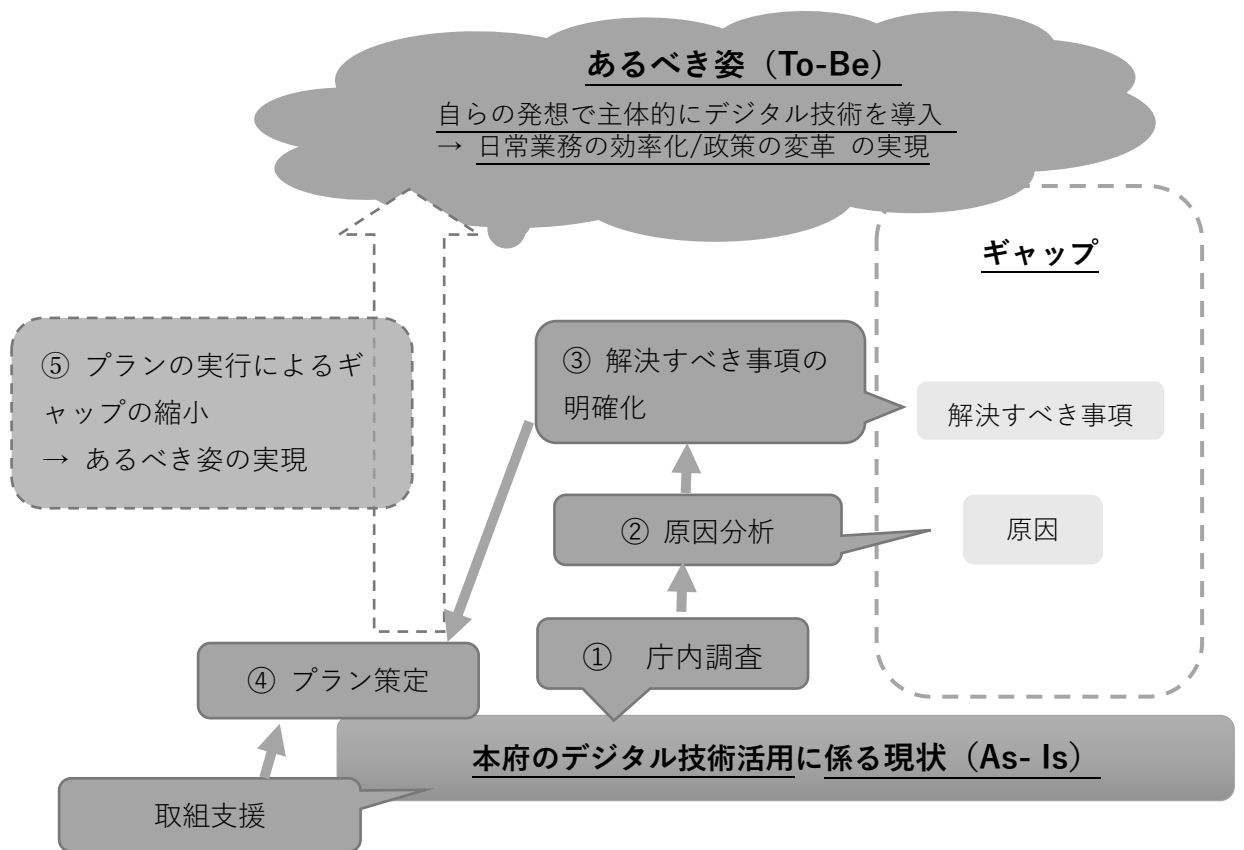 あるべき姿（To-Be）
自らの発想で主体的にデジタル技術を導入
→ 日常業務の効率化/政策の変革 の実現
ギャップ
⑤ プランの実行によるギ
ャップの縮小
→ あるべき姿の実現
③ 解決すべき事項の
明確化
解決すべき事項
② 原因分析
原因
① 庁内調査
④ プラン策定
本府のデジタル技術活用に係る現状（As- Is）
取組支援